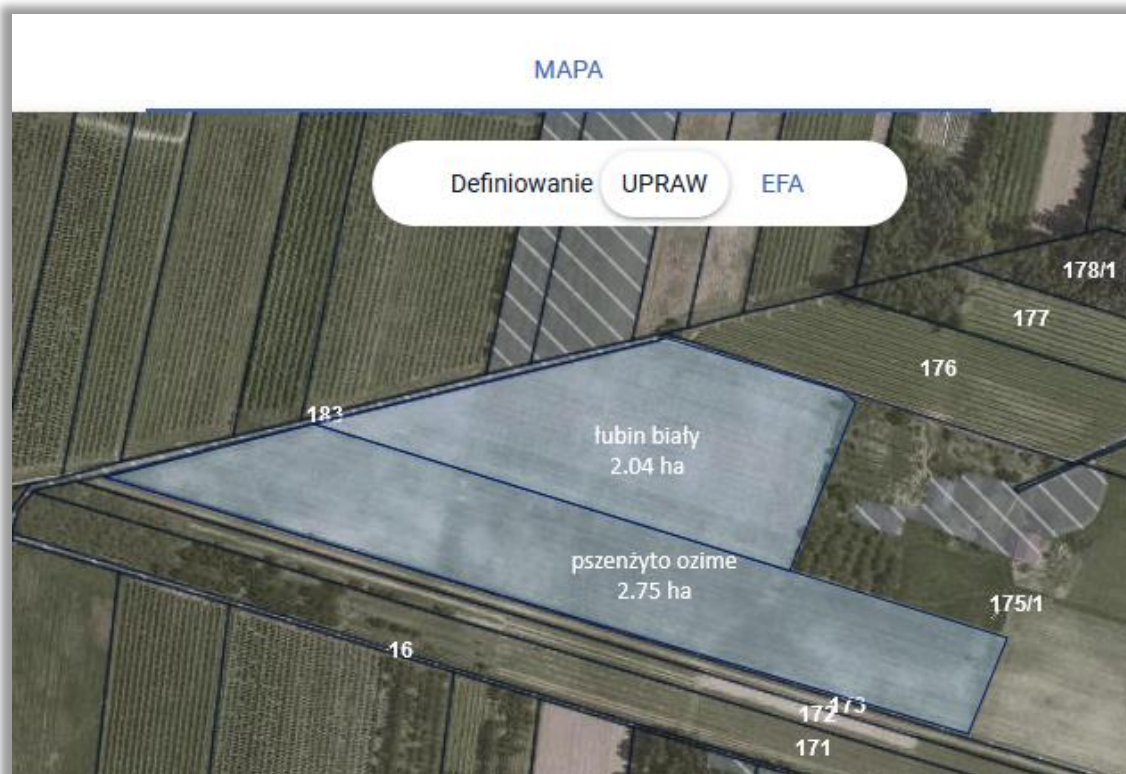 MAPA
Definiowanie UPRAW EFA
178/1
177
176
183
łubin biały
2.04 ha
pszenżyto ozime
2.75 ha
175/1
16
173
172
171